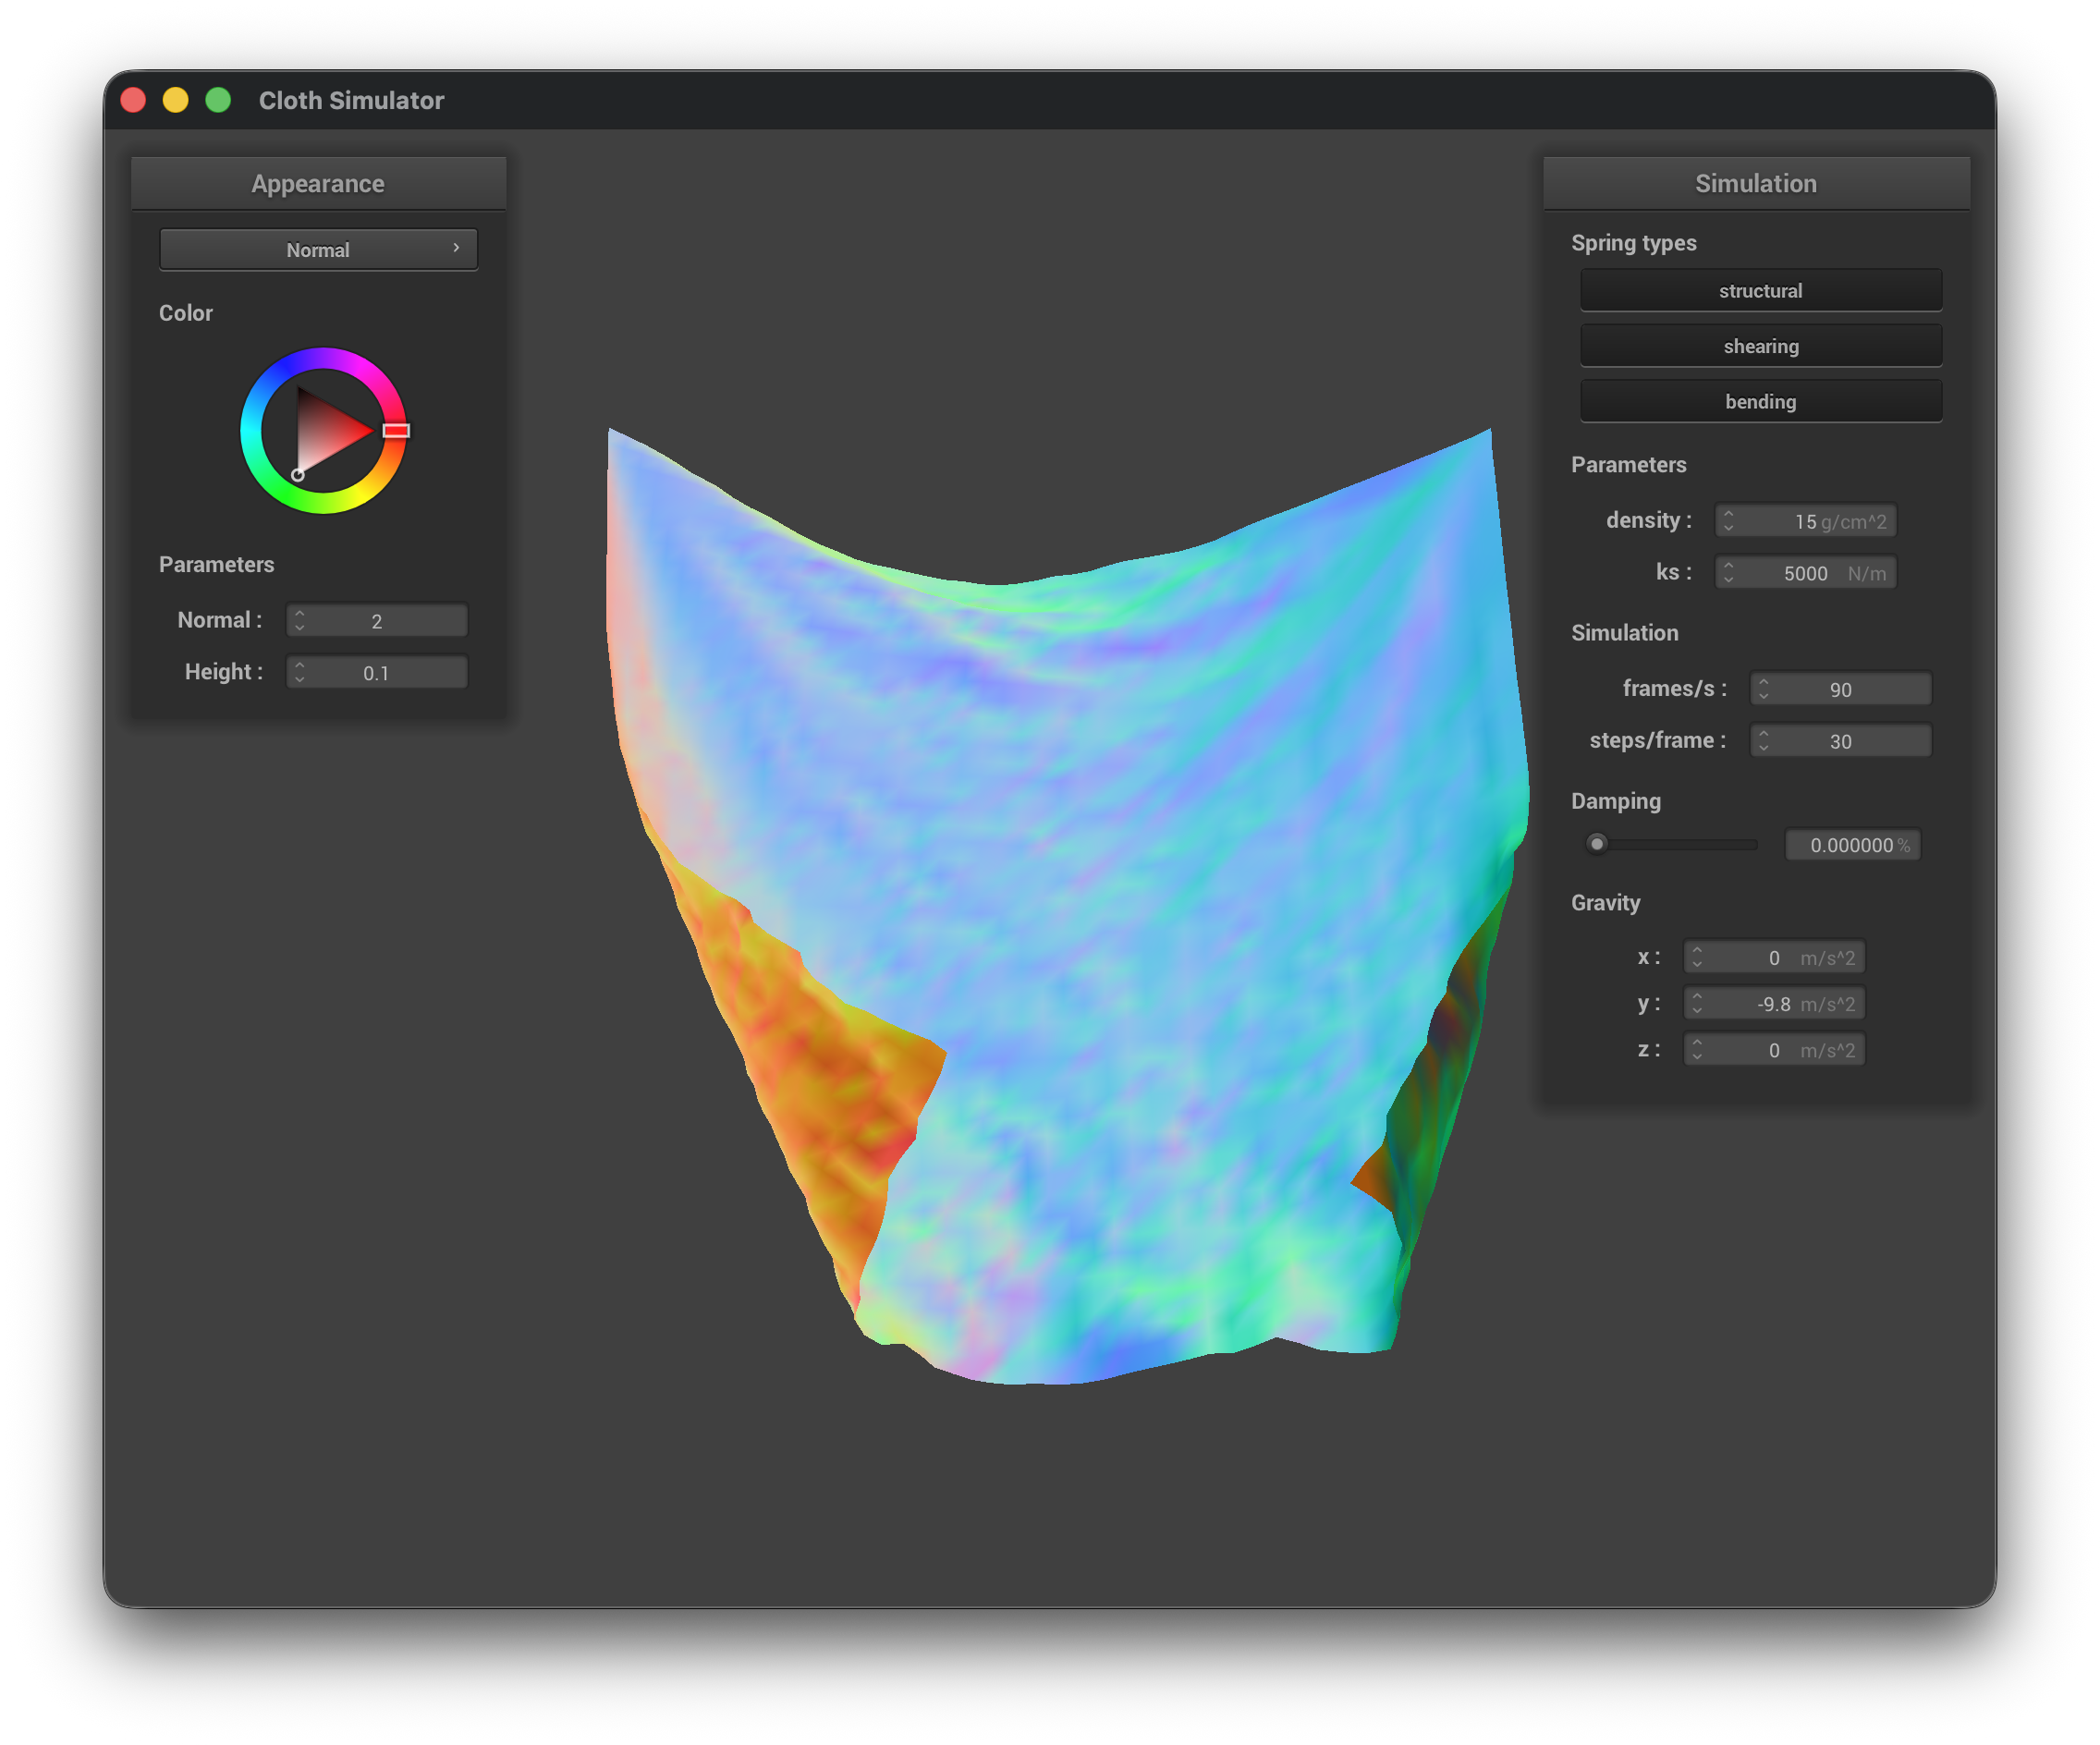 Cloth Simulator
Appearance
Normal
Color
Parameters
Normal :
2
Height :
0.1
Simulation
Spring types
structural
shearing
bending
Parameters
density :
15 g/cm^2
ks :
5000 N/m
Simulation
frames/s :
90
steps/frame :
30
Damping
0.000000 %
Gravity
x :
0 m/s^2
y :
-9.8 m/s^2
z :
0 m/s^2